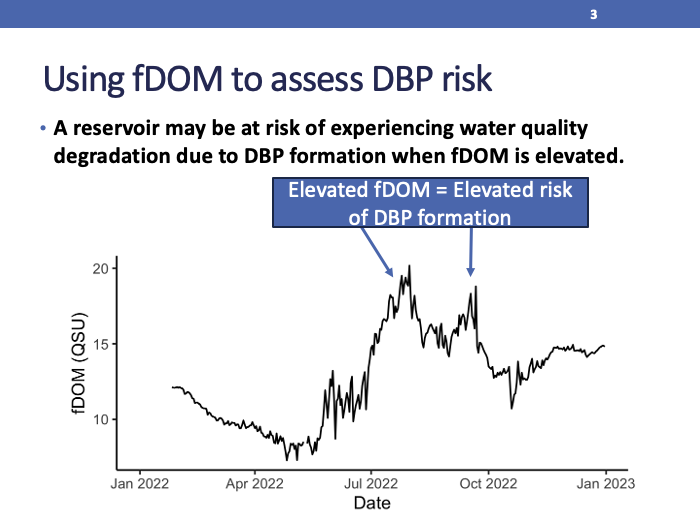 3
Using fDOM to assess DBP risk
• A reservoir may be at risk of experiencing water quality
degradation due to DBP formation when fDOM is elevated.
Elevated fDOM = Elevated risk
of DBP formation
20
15
10
fDOM (QSU)
Jan 2022
Apr 2022
Jul 2022
Oct 2022
Jan 2023
Date